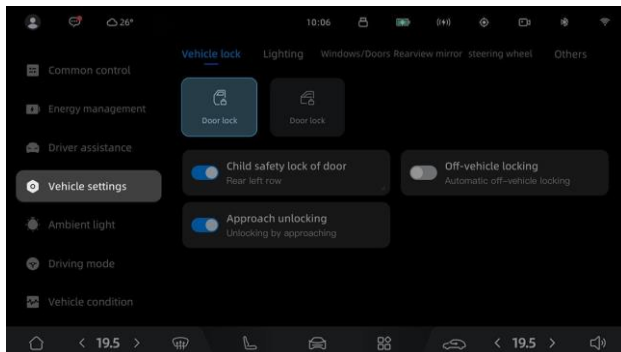 26°
10:06
Vehicle lock Lighting Windows/Doors Rearview mirror steering wheel Others
Common control
Energy management
Driver assistance
Vehicle settings
Ambient light
Driving mode
Vehicle condition
Door lock Door lock
Child safety lock of door
Rear left row
Off-vehicle locking
Automatic off-vehicle locking
Approach unlocking
Unlocking by approaching
< 19.5 > < 19.5 >